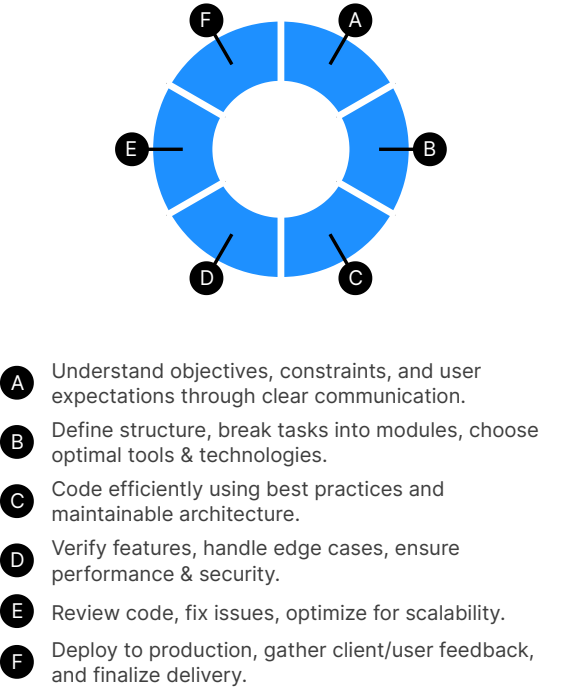 F
A
E
B
D
C
A
Understand objectives, constraints, and user
expectations through clear communication.
B
Define structure, break tasks into modules, choose
optimal tools & technologies.
C
Code efficiently using best practices and
maintainable architecture.
D
Verify features, handle edge cases, ensure
performance & security.
E
Review code, fix issues, optimize for scalability.
F
Deploy to production, gather client/user feedback,
and finalize delivery.